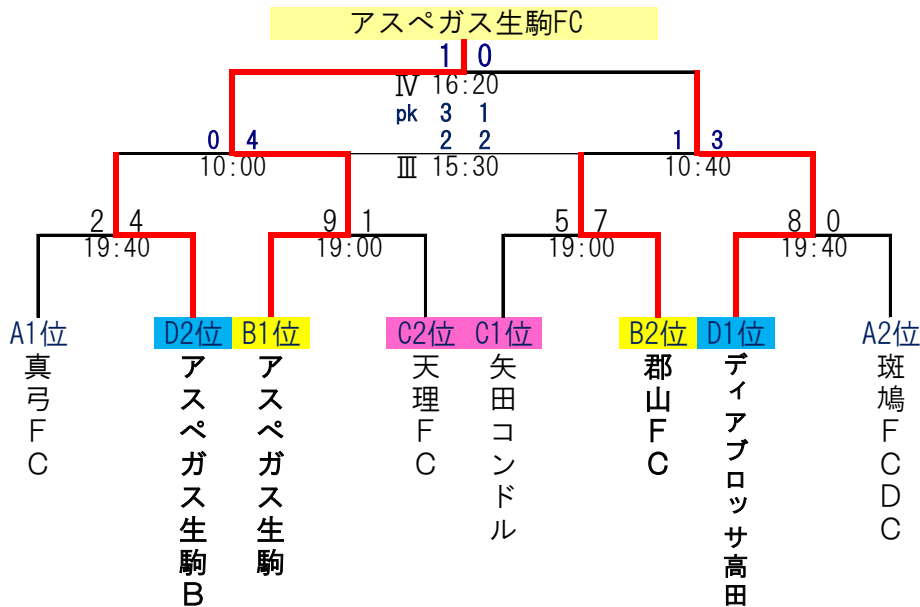 アスペガス生駒FC
1 0
Ⅳ 16:20
pk 3 1
0 4 2 2 1 3
10:00 Ⅲ 15:30 10:40
2 4 9 1 5 7 8 0
19:40 19:00 19:00 19:40
A1位 D2位 B1位 C2位 C1位 B2位 D1位 A2位
真弓FC
アスペガス生駒B
アスペガス生駒
天理FC
矢田コンドル
郡山FC
ディアブロッサ高田
斑鳩FCDC